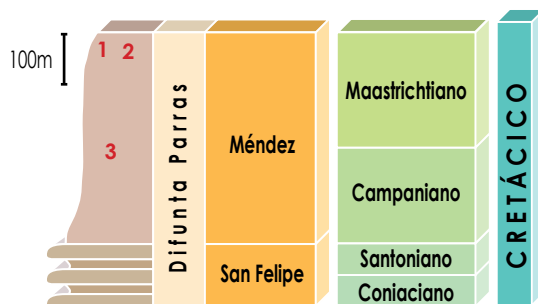 100m
1 2
3
Difunta Parras
Méndez
San Felipe
Maastrichtiano
Campaniano
Santoniano
Coniaciano
CRETÁCICO